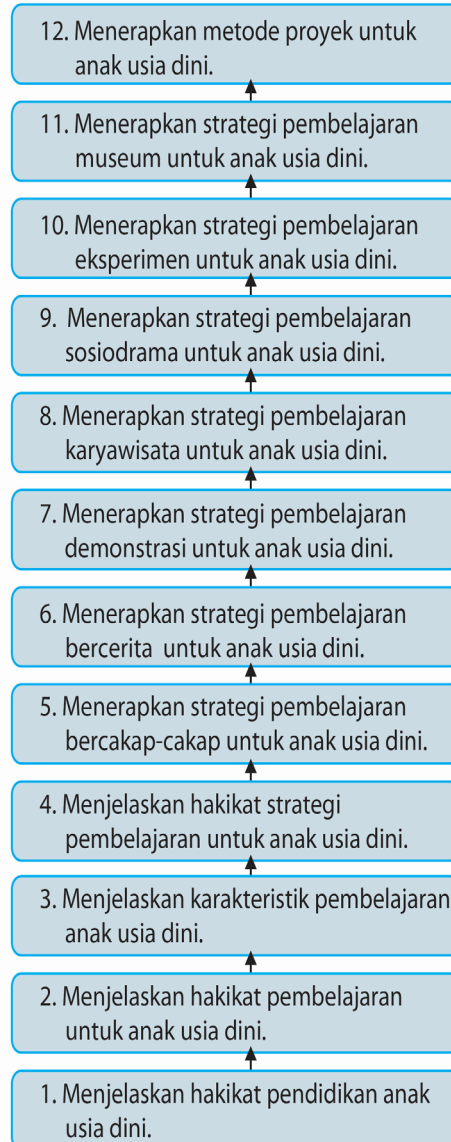 12. Menerapkan metode proyek untuk
anak usia dini.
11. Menerapkan strategi pembelajaran
museum untuk anak usia dini.
10. Menerapkan strategi pembelajaran
eksperimen untuk anak usia dini.
9. Menerapkan strategi pembelajaran
sosiodrama untuk anak usia dini.
8. Menerapkan strategi pembelajaran
karyawisata untuk anak usia dini.
7. Menerapkan strategi pembelajaran
demonstrasi untuk anak usia dini.
6. Menerapkan strategi pembelajaran
bercerita untuk anak usia dini.
5. Menerapkan strategi pembelajaran
bercakap-cakap untuk anak usia dini.
4. Menjelaskan hakikat strategi
pembelajaran untuk anak usia dini.
3. Menjelaskan karakteristik pembelajaran
anak usia dini.
2. Menjelaskan hakikat pembelajaran
untuk anak usia dini.
1. Menjelaskan hakikat pendidikan anak
usia dini.